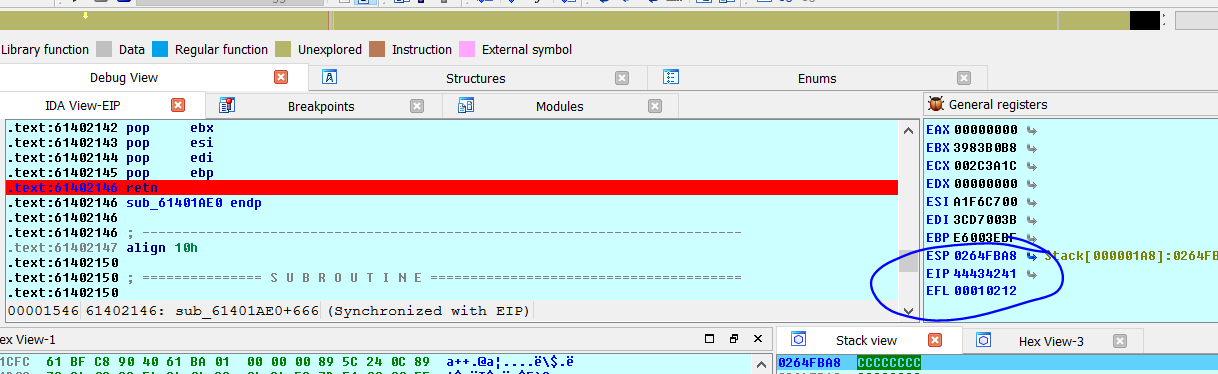 Library function Data Regular function Unexplored Instruction External symbol
Debug View Structures Enums
IDA View-EIP Breakpoints Modules General registers
.text:61402142 pop ebx
.text:61402143 pop esi
.text:61402144 pop edi
.text:61402145 pop ebp
.text:61402146 retn
.text:61402146 sub_61401AE0 endp
.text:61402146
.text:61402146 ; ---------------------------------------------------------------------------
.text:61402147 align 10h
.text:61402150
.text:61402150 ; =============== S U B R O U T I N E =======================================
.text:61402150
00001546 61402146: sub_61401AE0+666 (Synchronized with EIP)
EAX 00000000
EBX 3983B0B8
ECX 002C3A1C
EDX 00000000
ESI A1F6C700
EDI 3CD7003B
EBP E6003EBF
ESP 0264FBA8 Stack[000001A8]:0264FB
EIP 44434241
EFL 00010212
ex View-1 Stack view Hex View-3
1CFC 61 BF C8 90 40 61 BA 01 00 00 00 89 5C 24 0C 89
0264FBA8 CCCCCCCC